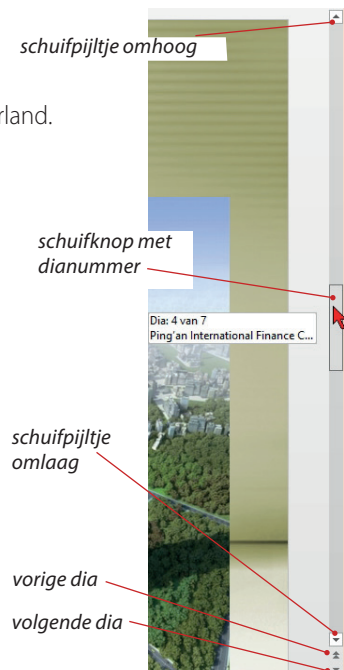 schuifpijltje omhoog
rland.
schuifknop met
dianummer
Dia: 4 van 7
Ping'an International Finance C...
schuifpijltje
omlaag
vorige dia
volgende dia